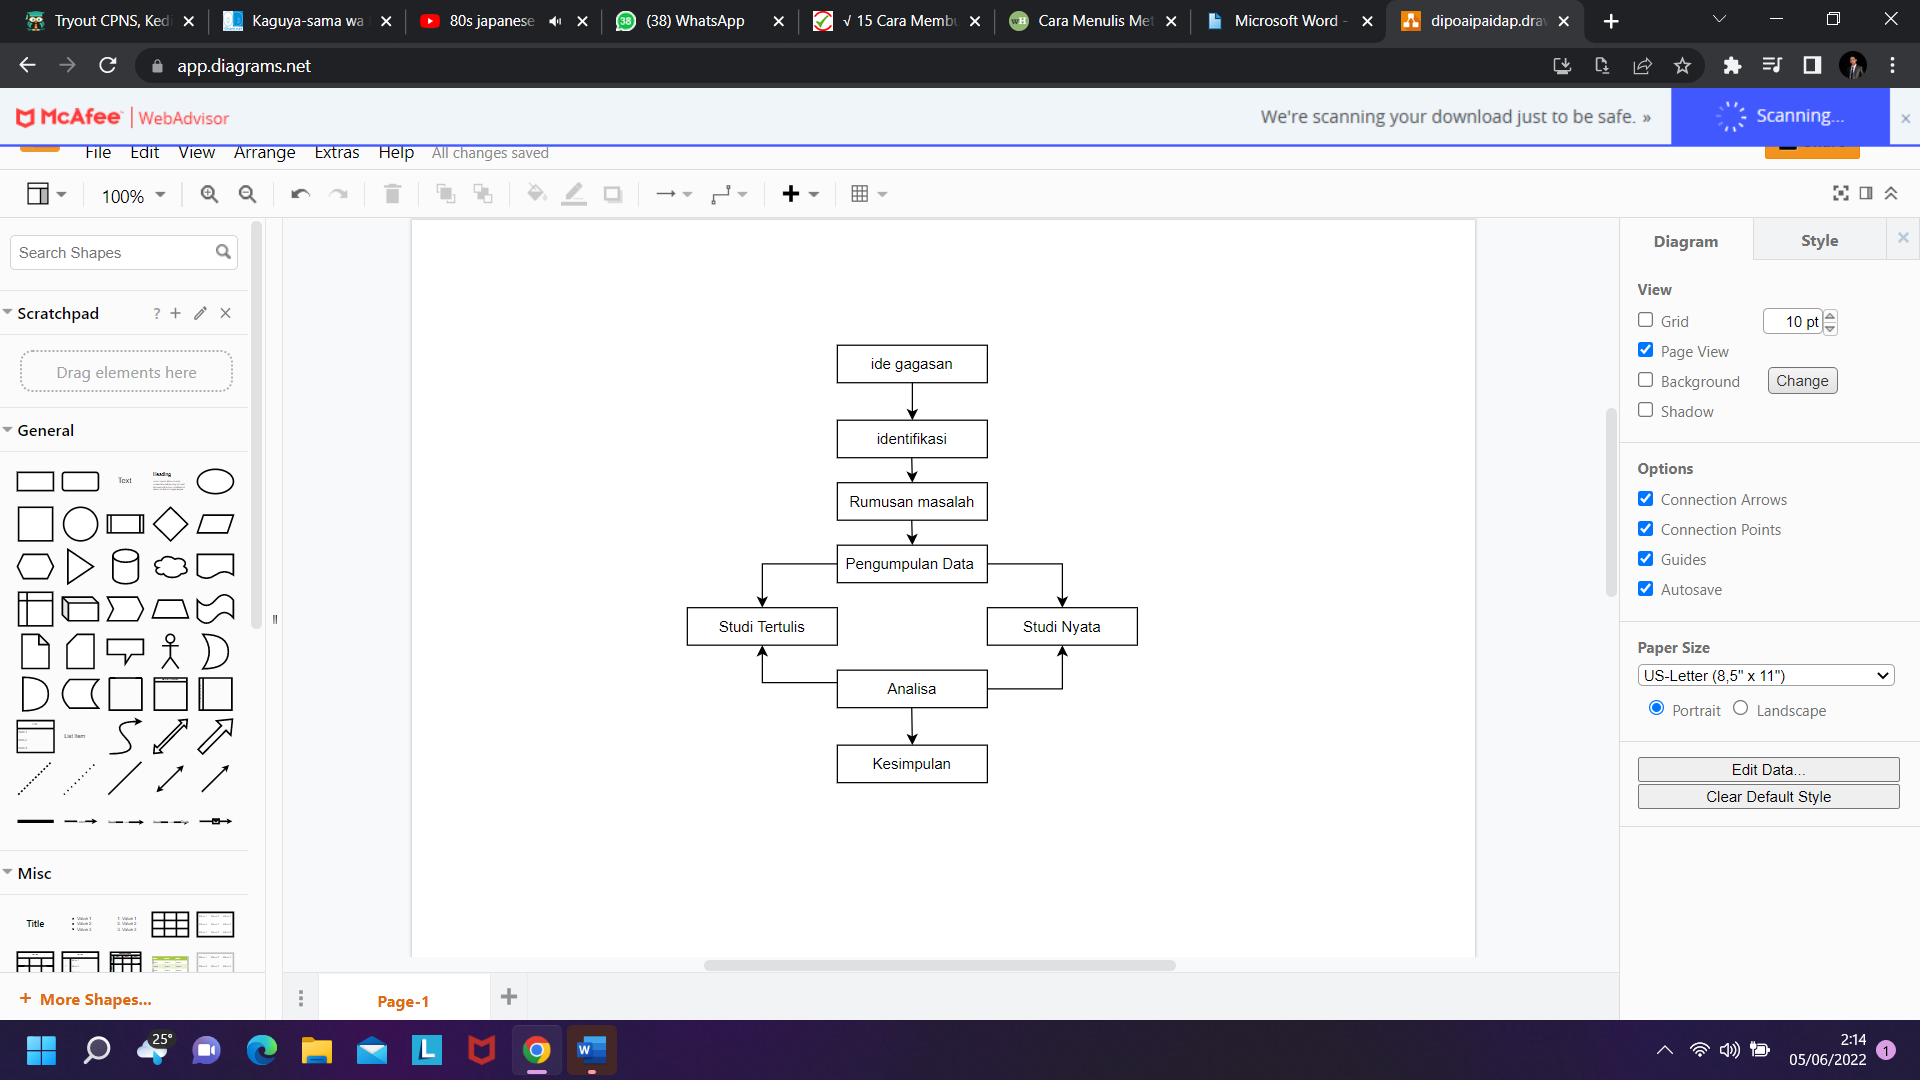 Tryout CPNS, Kedi
Kaguya-sama wa
80s japanese
(38) WhatsApp
√ 15 Cara Membu
Cara Menulis Met
Microsoft Word -
dipoaipaidap.drav
app.diagrams.net
McAfee | WebAdvisor
We're scanning your download just to be safe. »
Scanning...
File Edit View Arrange Extras Help All changes saved
100%
Search Shapes
Scratchpad
Drag elements here
General
Text
Heading
List Item
Misc
Title
+ More Shapes...
ide gagasan
identifikasi
Rumusan masalah
Pengumpulan Data
Studi Tertulis
Studi Nyata
Analisa
Kesimpulan
Page-1
Diagram
Style
View
Grid
10 pt
Page View
Background
Change
Shadow
Options
Connection Arrows
Connection Points
Guides
Autosave
Paper Size
US-Letter (8,5" x 11")
Portrait
Landscape
Edit Data...
Clear Default Style
25°
2:14
05/06/2022
1